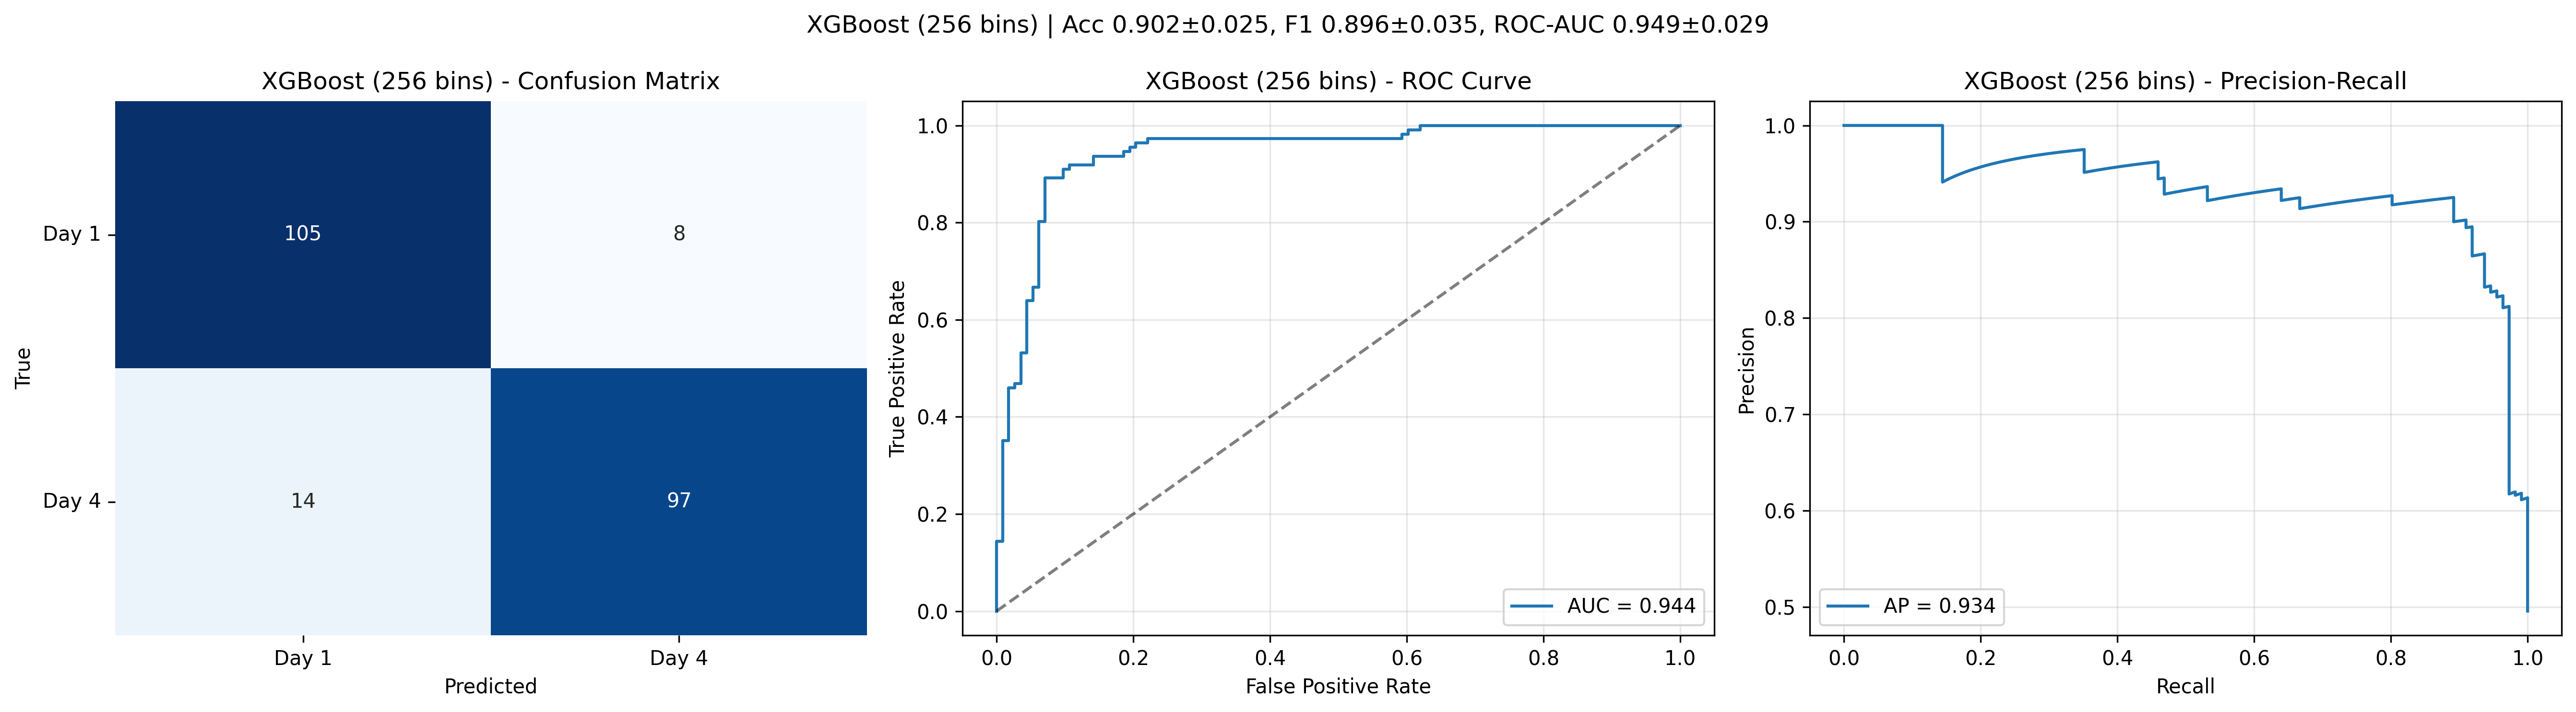 XGBoost (256 bins) | Acc 0.902±0.025, F1 0.896±0.035, ROC-AUC 0.949±0.029
XGBoost (256 bins) - Confusion Matrix
True
Day 1
Day 4
105
8
14
97
Day 1
Day 4
Predicted
XGBoost (256 bins) - ROC Curve
True Positive Rate
1.0
0.8
0.6
0.4
0.2
0.0
AUC = 0.944
0.0
0.2
0.4
0.6
0.8
1.0
False Positive Rate
XGBoost (256 bins) - Precision-Recall
Precision
1.0
0.9
0.8
0.7
0.6
0.5
AP = 0.934
0.0
0.2
0.4
0.6
0.8
1.0
Recall